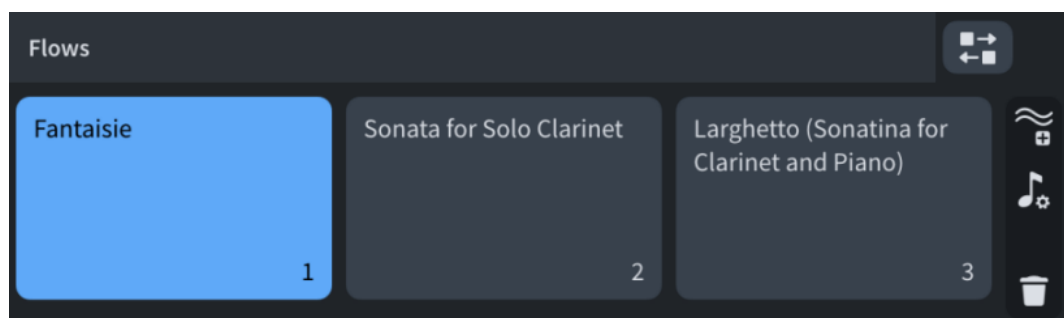 Flows
Fantaisie
1
Sonata for Solo Clarinet
2
Larghetto (Sonatina for
Clarinet and Piano)
3